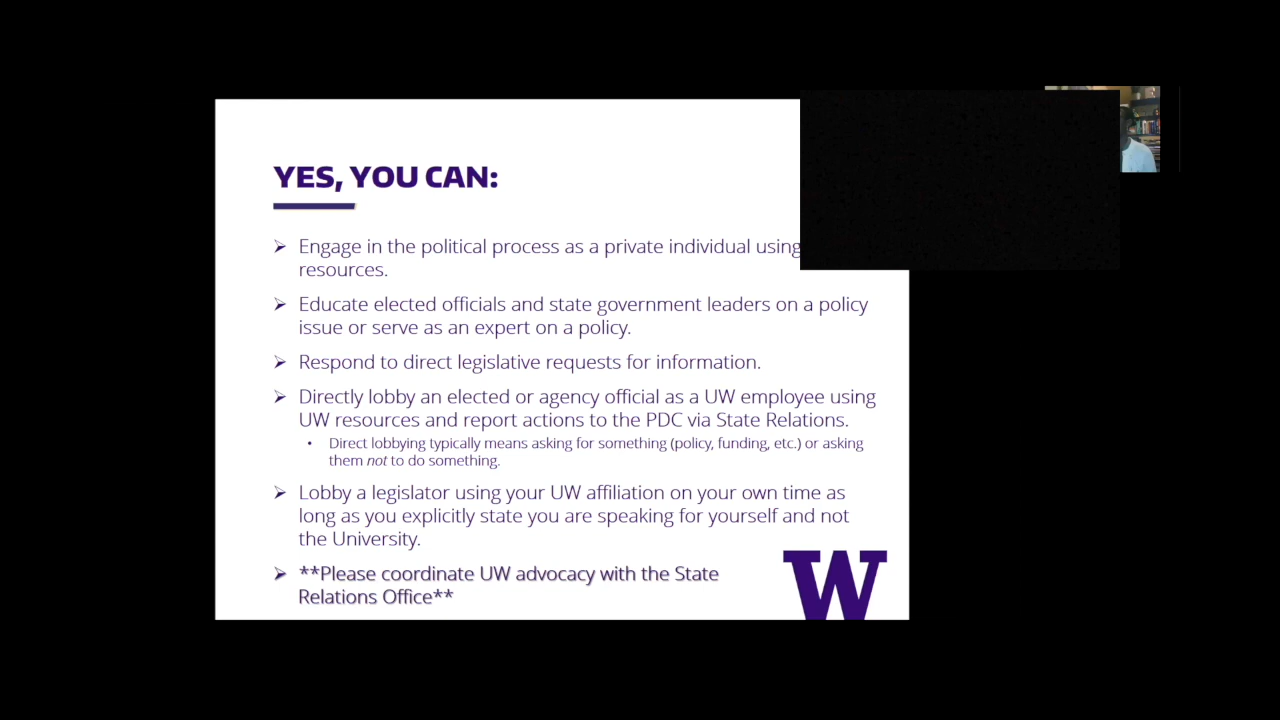 YES, YOU CAN:
Engage in the political process as a private individual using
resources.
Educate elected officials and state government leaders on a policy
issue or serve as an expert on a policy.
Respond to direct legislative requests for information.
Directly lobby an elected or agency official as a UW employee using
UW resources and report actions to the PDC via State Relations.
Direct lobbying typically means asking for something (policy, funding, etc.) or asking
them not to do something.
Lobby a legislator using your UW affiliation on your own time as
long as you explicitly state you are speaking for yourself and not
the University.
**Please coordinate UW advocacy with the State
Relations Office**
W